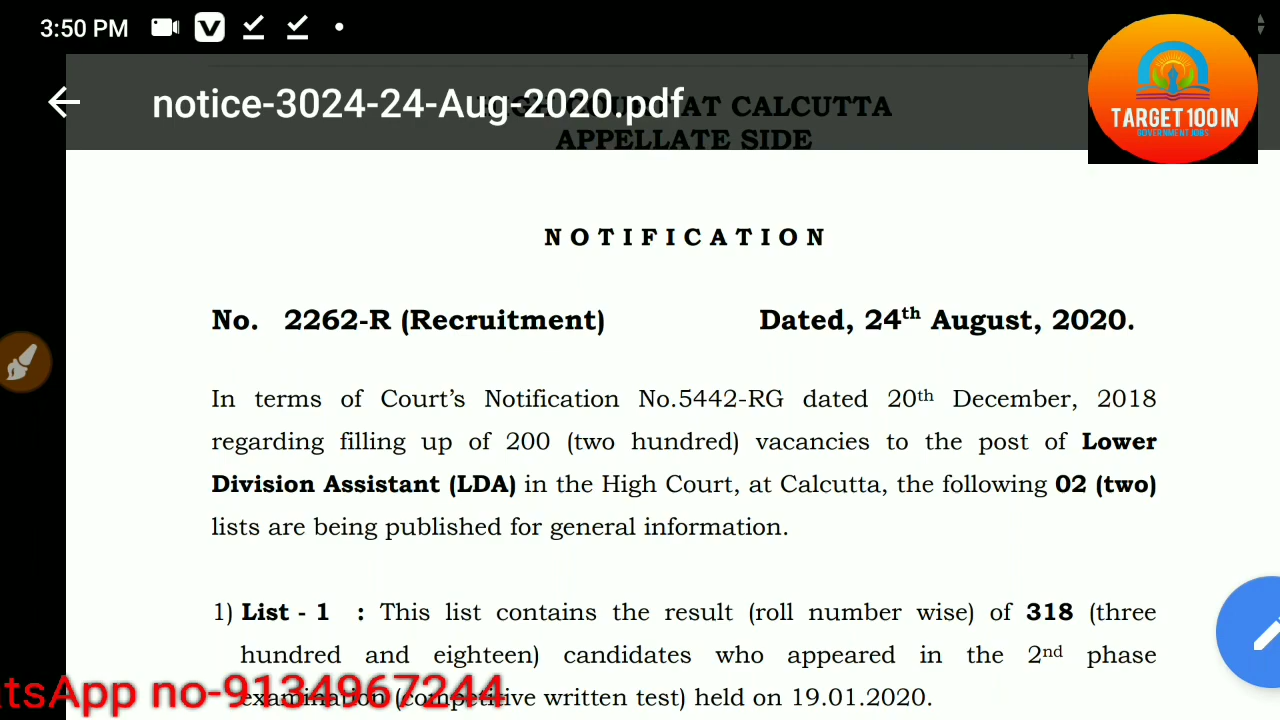 3:50 PM
notice-3024-24-Aug-2020.pdf
AT CALCUTTA
APPELLATE SIDE
TARGET 100 IN
GOVERNMENT JOBS
NOTIFICATION
No. 2262-R (Recruitment) Dated, 24th August, 2020.
In terms of Court's Notification No.5442-RG dated 20th December, 2018
regarding filling up of 200 (two hundred) vacancies to the post of Lower
Division Assistant (LDA) in the High Court, at Calcutta, the following 02 (two)
lists are being published for general information.
1) List - 1 : This list contains the result (roll number wise) of 318 (three
hundred and eighteen) candidates who appeared in the 2nd phase
examination (competitive written test) held on 19.01.2020.
tsApp no-9134967244